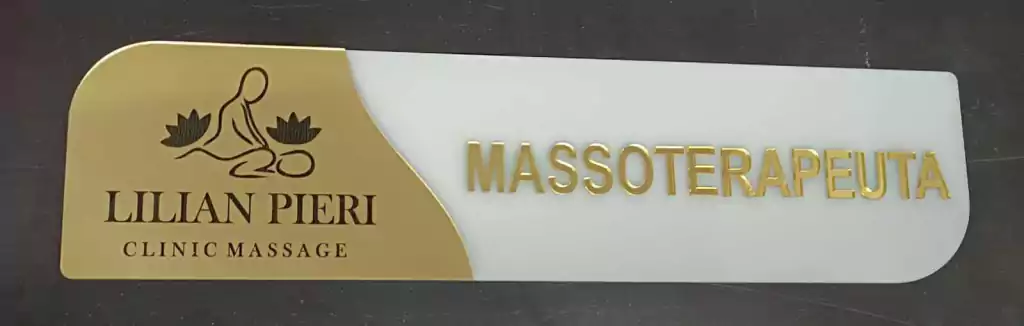 LILIAN PIERI
CLINIC MASSAGE
MASSOTERAPEUTA